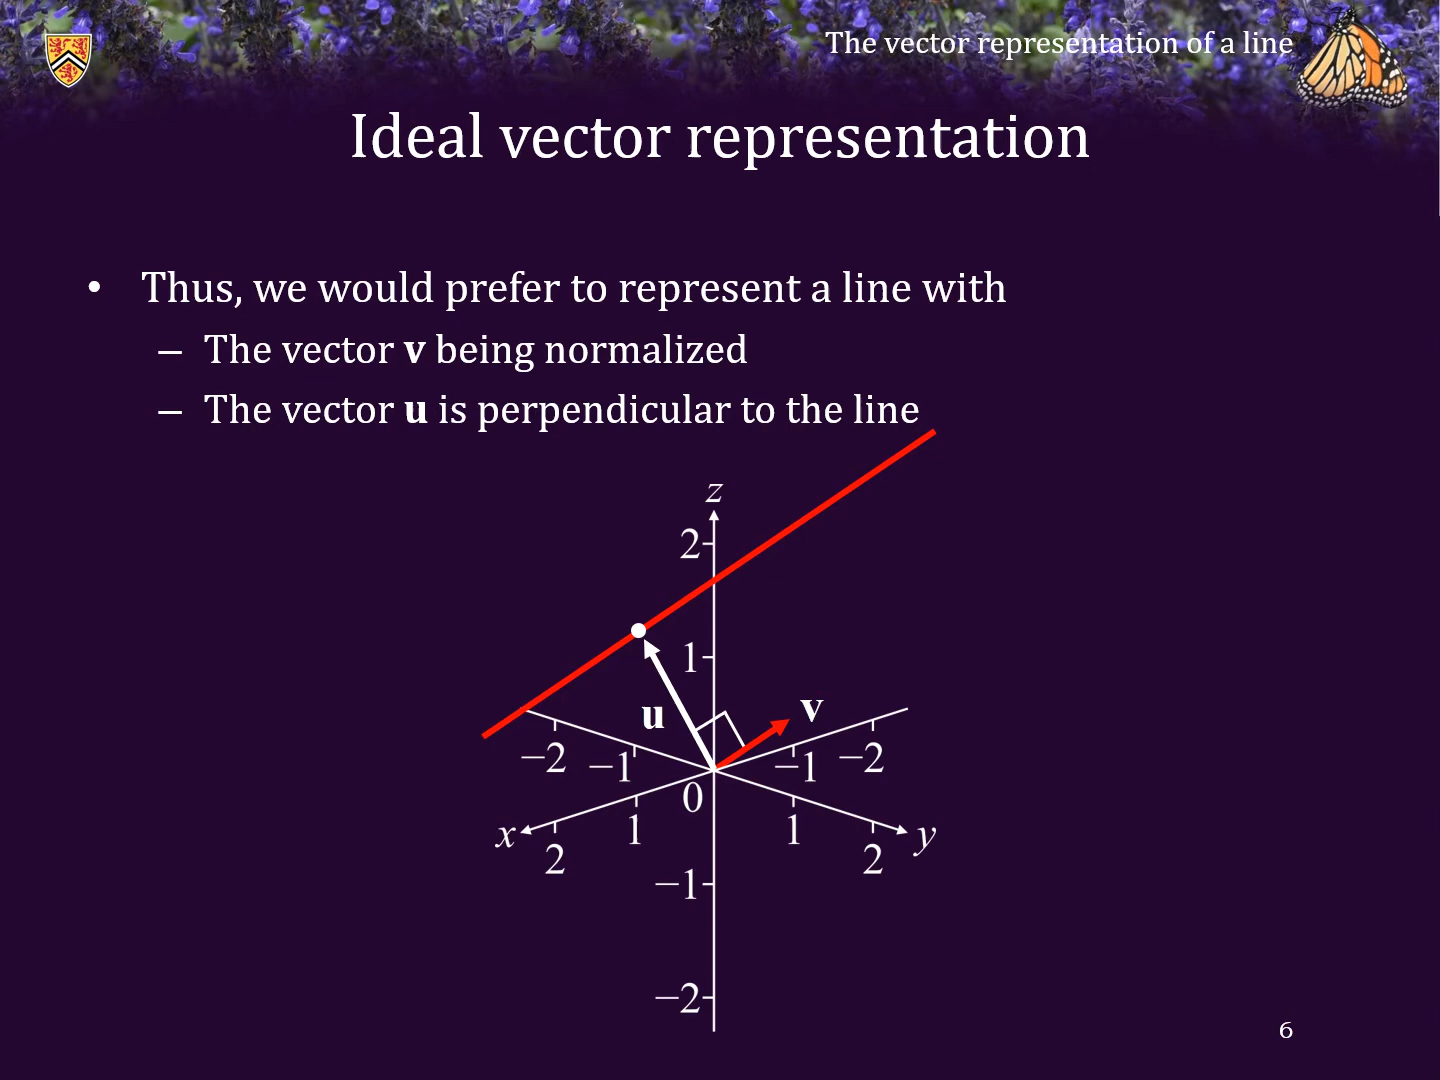 The vector representation of a line
Ideal vector representation
• Thus, we would prefer to represent a line with
– The vector v being normalized
– The vector u is perpendicular to the line
z
2
1
u
v
−2
−1
−1
−2
0
x
1
1
y
2
2
−1
−2
6